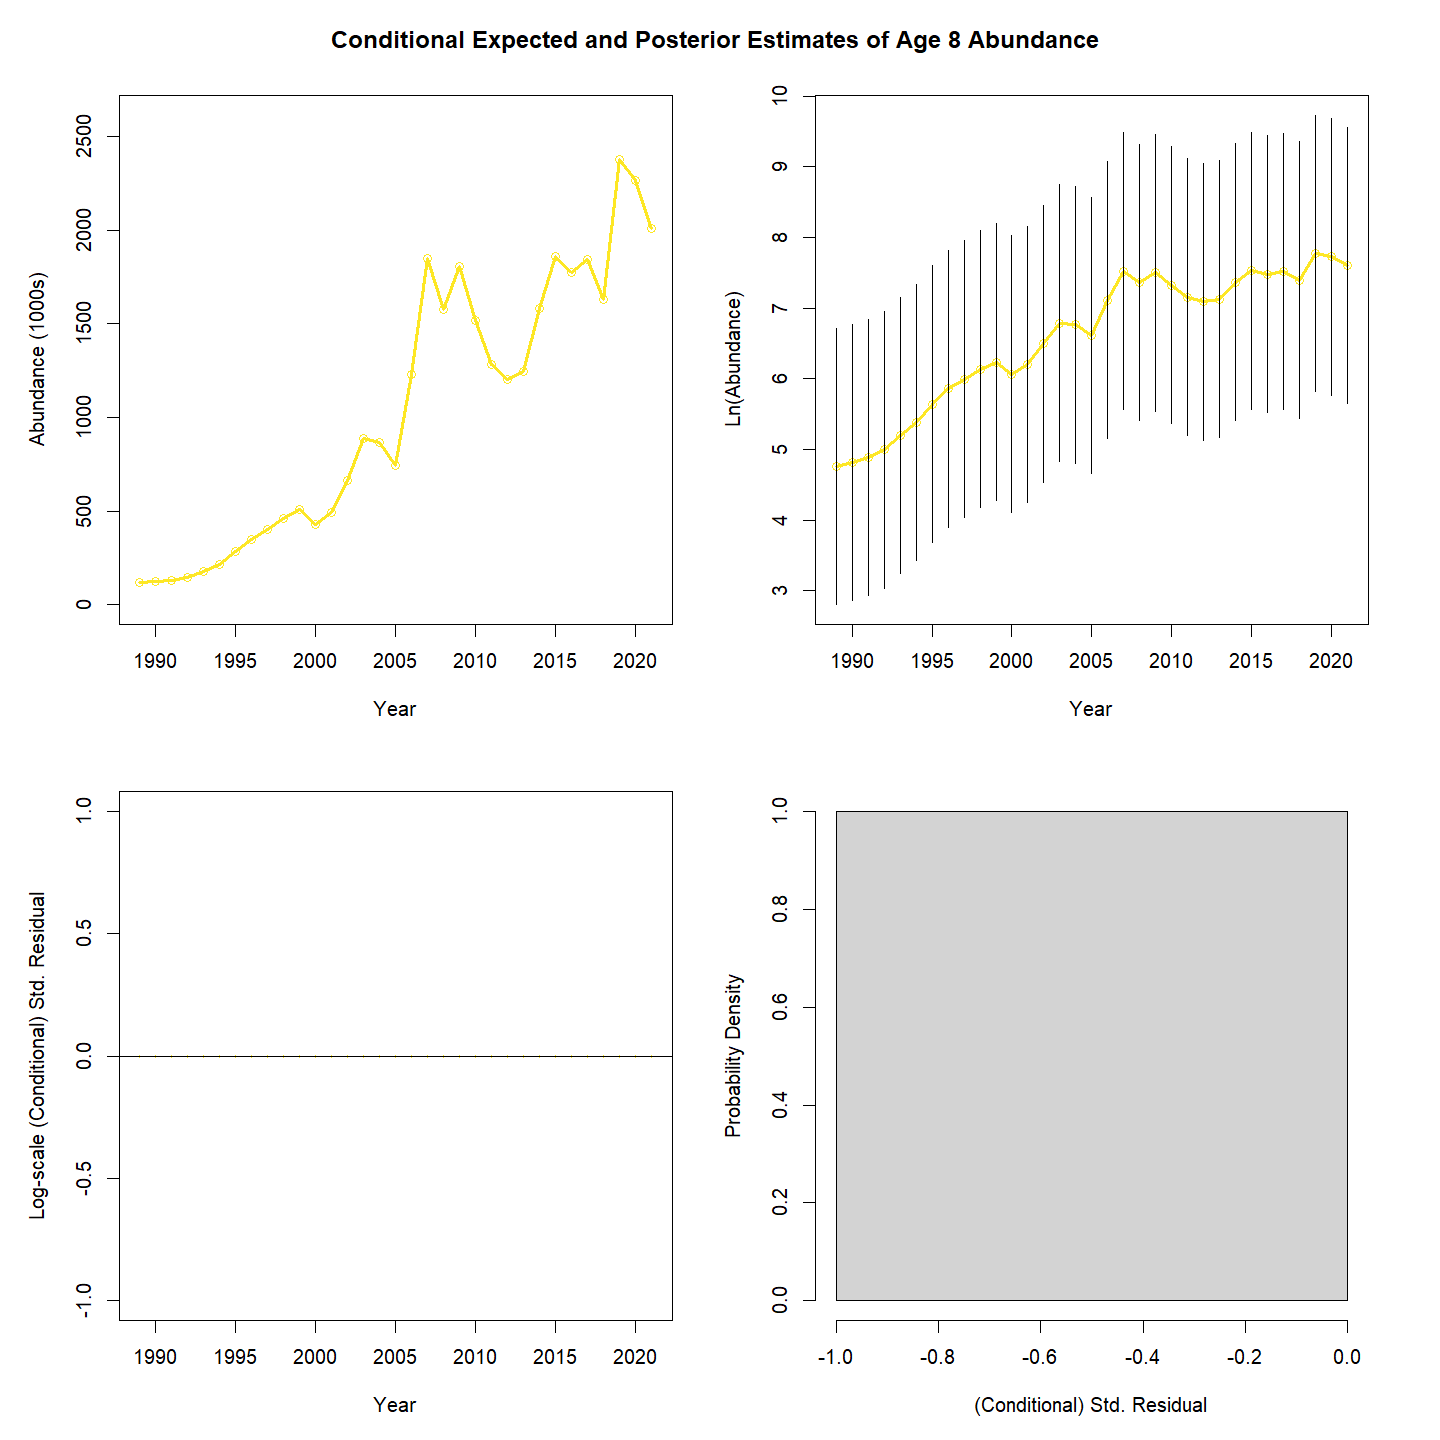 Conditional Expected and Posterior Estimates of Age 8 Abundance
Abundance (1000s)
2500
2000
1500
1000
500
0
1990 1995 2000 2005 2010 2015 2020
Year
Ln(Abundance)
10
9
8
7
6
5
4
3
1990 1995 2000 2005 2010 2015 2020
Year
Log-scale (Conditional) Std. Residual
1.0
0.5
0.0
-0.5
-1.0
1990 1995 2000 2005 2010 2015 2020
Year
Probability Density
1.0
0.8
0.6
0.4
0.2
0.0
-1.0 -0.8 -0.6 -0.4 -0.2 0.0
(Conditional) Std. Residual